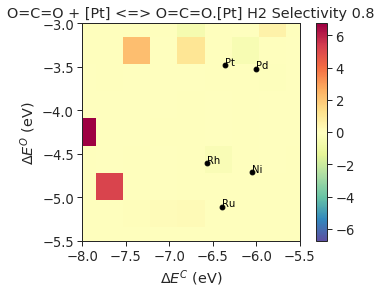 O=C=O + [Pt] <=> O=C=O.[Pt] H2 Selectivity 0.8
−3.0
−3.5
−4.0
−4.5
−5.0
−5.5
ΔE^O (eV)
Pt
Pd
Rh
Ni
Ru
−8.0 −7.5 −7.0 −6.5 −6.0 −5.5
ΔE^C (eV)
6
4
2
0
−2
−4
−6